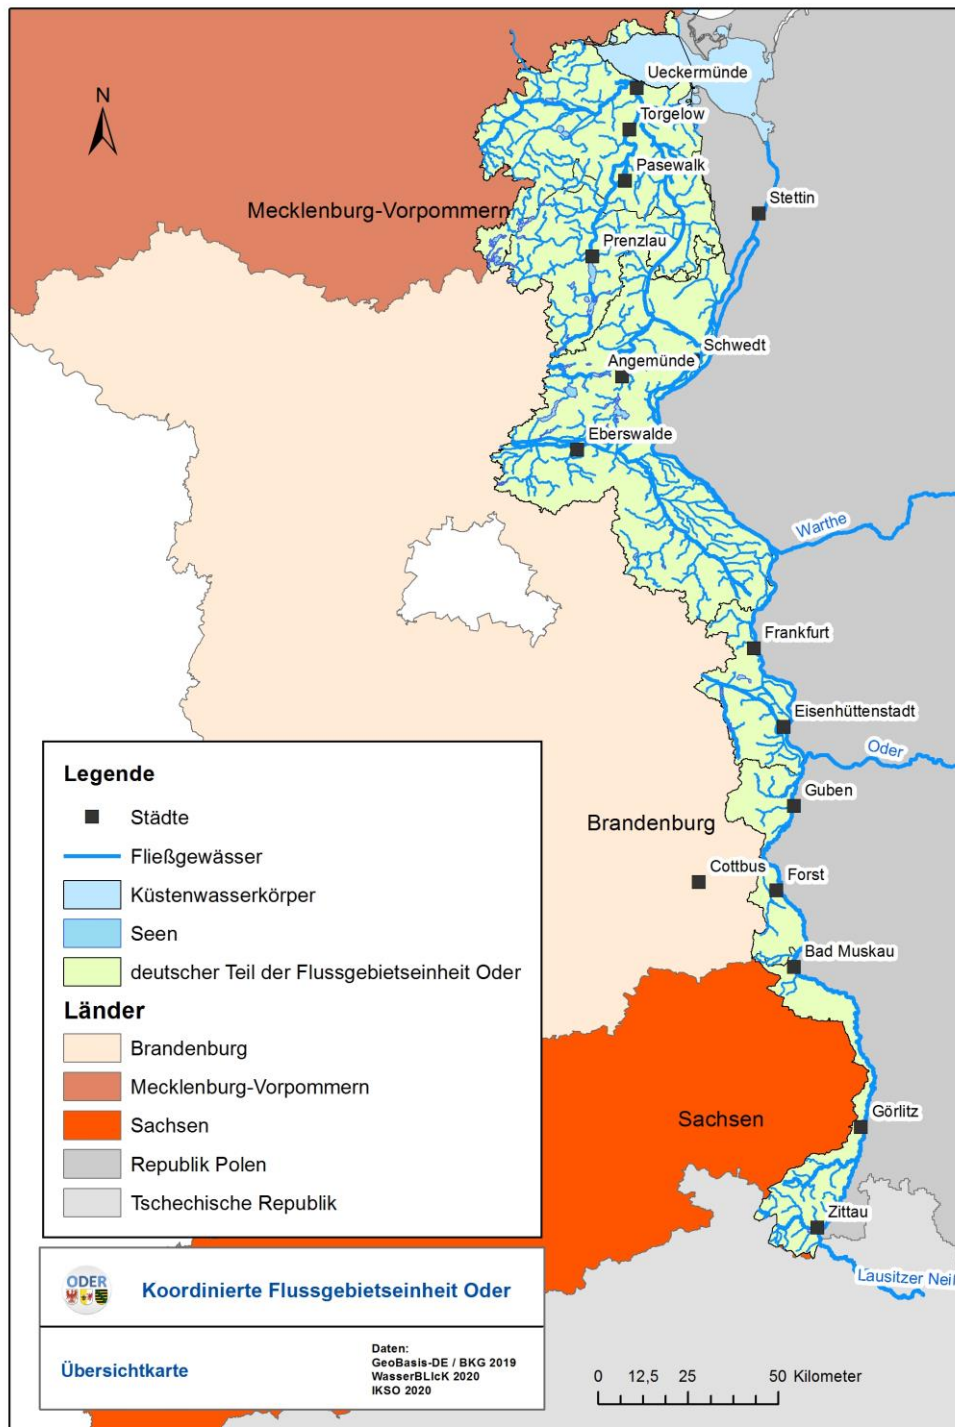 N
Ueckermünde
Torgelow
Pasewalk
Mecklenburg-Vorpommern
Stettin
Prenzlau
Schwedt
Angemünde
Eberswalde
Warthe
Frankfurt
Eisenhüttenstadt
Oder
Guben
Brandenburg
Cottbus
Forst
Bad Muskau
Görlitz
Sachsen
Zittau
Lausitzer Neiß
Legende
Städte
Fließgewässer
Küstenwasserkörper
Seen
deutscher Teil der Flussgebietseinheit Oder
Länder
Brandenburg
Mecklenburg-Vorpommern
Sachsen
Republik Polen
Tschechische Republik
ODER
Koordinierte Flussgebietseinheit Oder
Übersichtkarte
Daten:
GeoBasis-DE / BKG 2019
WasserBLIcK 2020
IKSO 2020
0 12,5 25 50 Kilometer